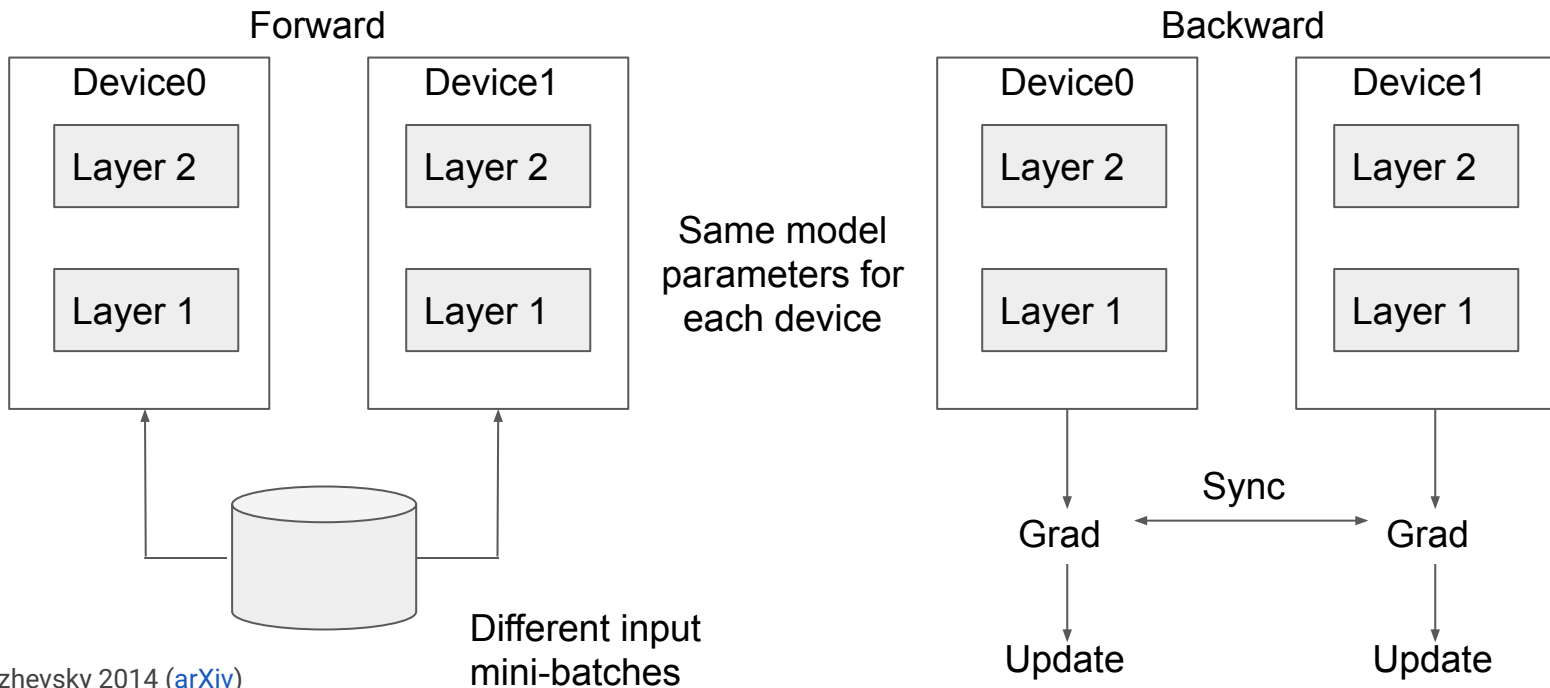 Forward
Device0
Layer 2
Layer 1
Device1
Layer 2
Layer 1
Same model
parameters for
each device
Different input
mini-batches
Backward
Device0
Layer 2
Layer 1
Device1
Layer 2
Layer 1
Sync
Grad
Grad
Update
Update
zhevsky 2014 (arXiv)